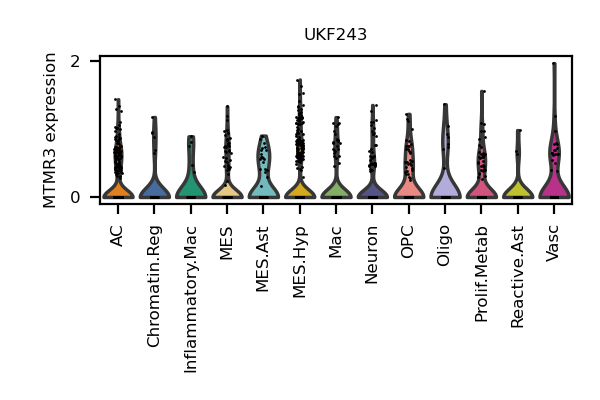 UKF243
MTMR3 expression
2
0
AC
Chromatin.Reg
Inflammatory.Mac
MES
MES.Ast
MES.Hyp
Mac
Neuron
OPC
Oligo
Prolif.Metab
Reactive.Ast
Vasc